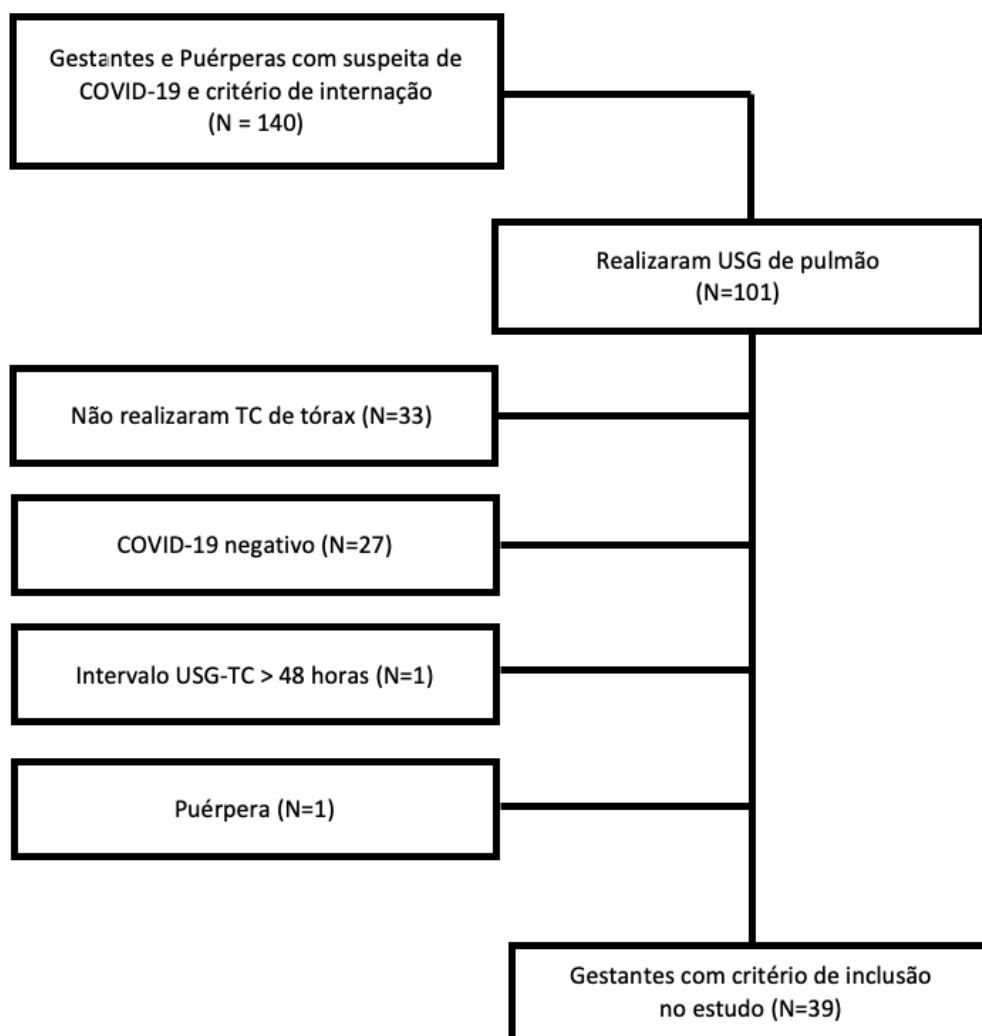 Gestantes e Puérperas com suspeita de
COVID-19 e critério de internação
(N = 140)
Realizaram USG de pulmão
(N=101)
Não realizaram TC de tórax (N=33)
COVID-19 negativo (N=27)
Intervalo USG-TC > 48 horas (N=1)
Puérpera (N=1)
Gestantes com critério de inclusão
no estudo (N=39)